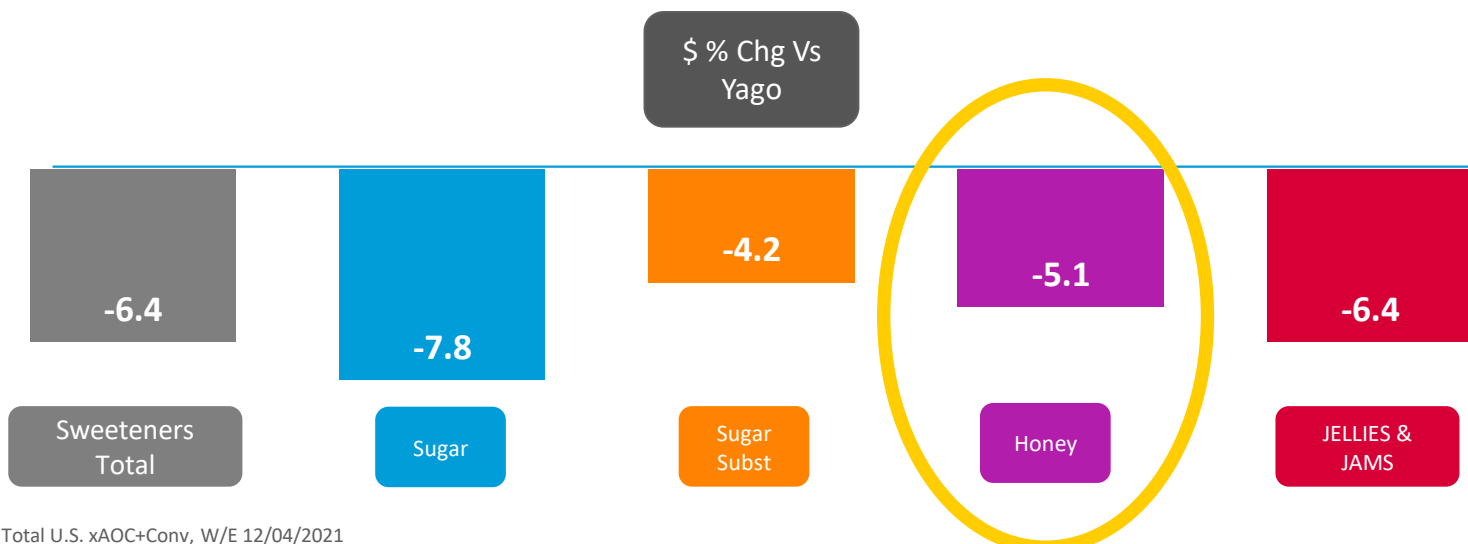 $ % Chg Vs
Yago
-6.4
-7.8
-4.2
-5.1
-6.4
Sweeteners
Total
Sugar
Sugar
Subst
Honey
JELLIES &
JAMS
Total U.S. xAOC+Conv, W/E 12/04/2021